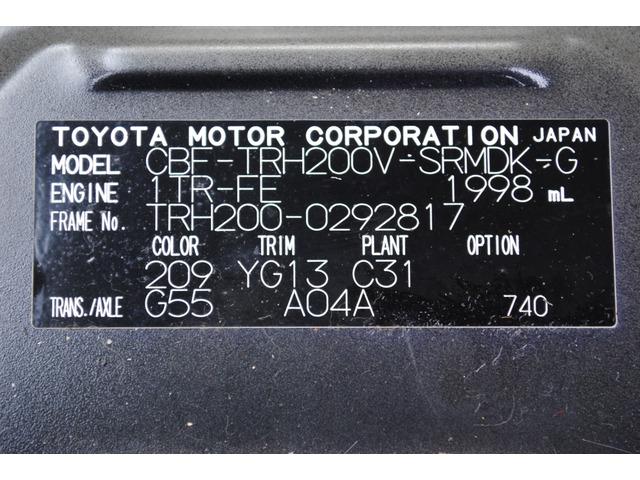 TOYOTA MOTOR CORPORATION JAPAN
MODEL CBF-TRH200V-SRMDK-G
ENGINE 1TR-FE 1998 mL
FRAME No. TRH200-0292817
COLOR TRIM PLANT OPTION
209 YG13 C31
TRANS./AXLE G55 A04A 740